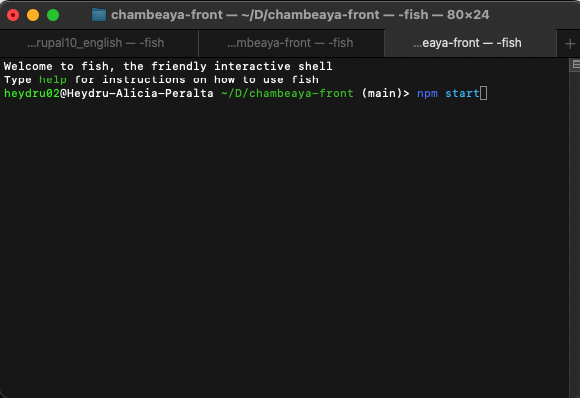 chambeaya-front — ~/D/chambeaya-front — -fish — 80×24
...rupal10_english — -fish
...mbeaya-front — -fish
...eaya-front — -fish
Welcome to fish, the friendly interactive shell
Type help for instructions on how to use fish
heydru02@Heydru-Alicia-Peralta ~/D/chambeaya-front (main)> npm start